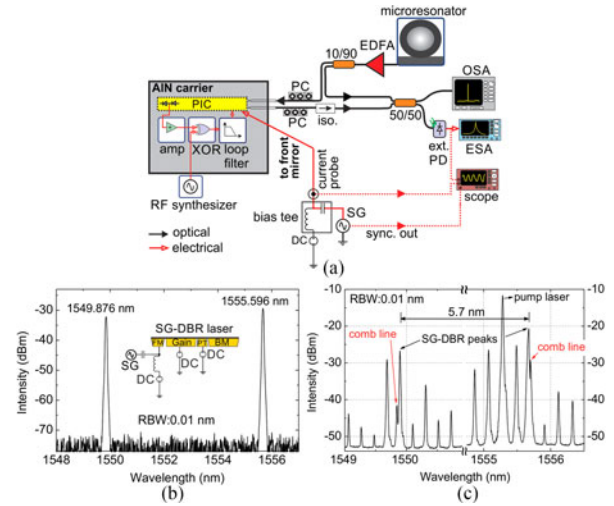 microresonator
EDFA
10/90
AlN carrier
PC
OSA
PIC
PC
iso.
50/50
ext.
PD
ESA
amp
XOR
loop
filter
to front
mirror
current
probe
scope
RF synthesizer
bias tee
SG
DC
sync. out
optical
electrical
(a)
1549.876 nm
1555.596 nm
SG-DBR laser
FM
Gain
PT
BM
SG
DC
DC
DC
RBW:0.01 nm
Intensity (dBm)
-30
-40
-50
-60
-70
1548
1550
1552
1554
1556
Wavelength (nm)
(b)
RBW:0.01 nm
5.7 nm
pump laser
SG-DBR peaks
comb line
comb line
Intensity (dBm)
-10
-20
-30
-40
-50
-10
-20
-30
-40
-50
1549
1550
1555
1556
Wavelength (nm)
(c)